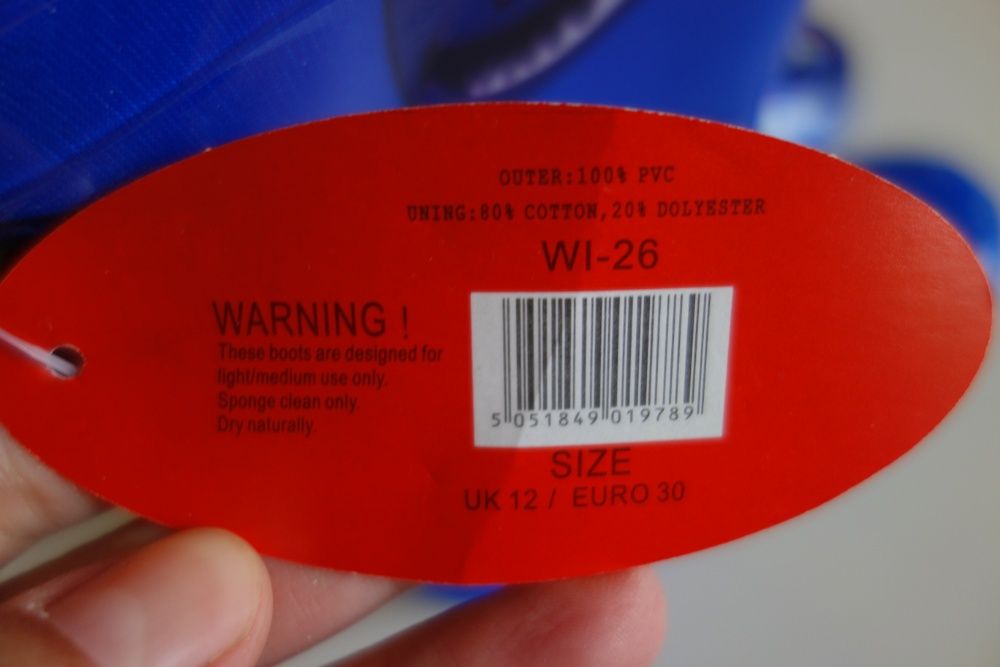 OUTER:100% PVC
UNING:80% COTTON,20% DOLYESTER
WI-26
WARNING !
These boots are designed for
light/medium use only.
Sponge clean only.
Dry naturally.
5 051849 019789
SIZE
UK 12 / EURO 30